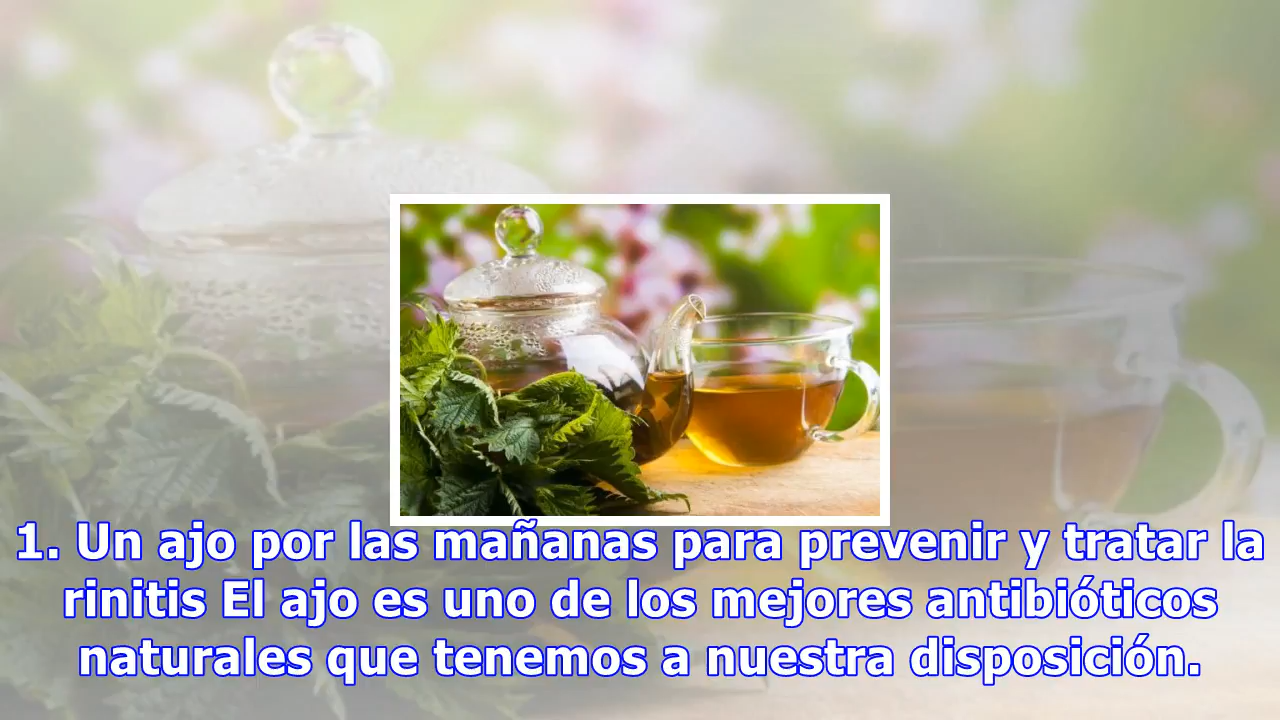 1. Un ajo por las mañanas para prevenir y tratar la
rinitis El ajo es uno de los mejores antibióticos
naturales que tenemos a nuestra disposición.